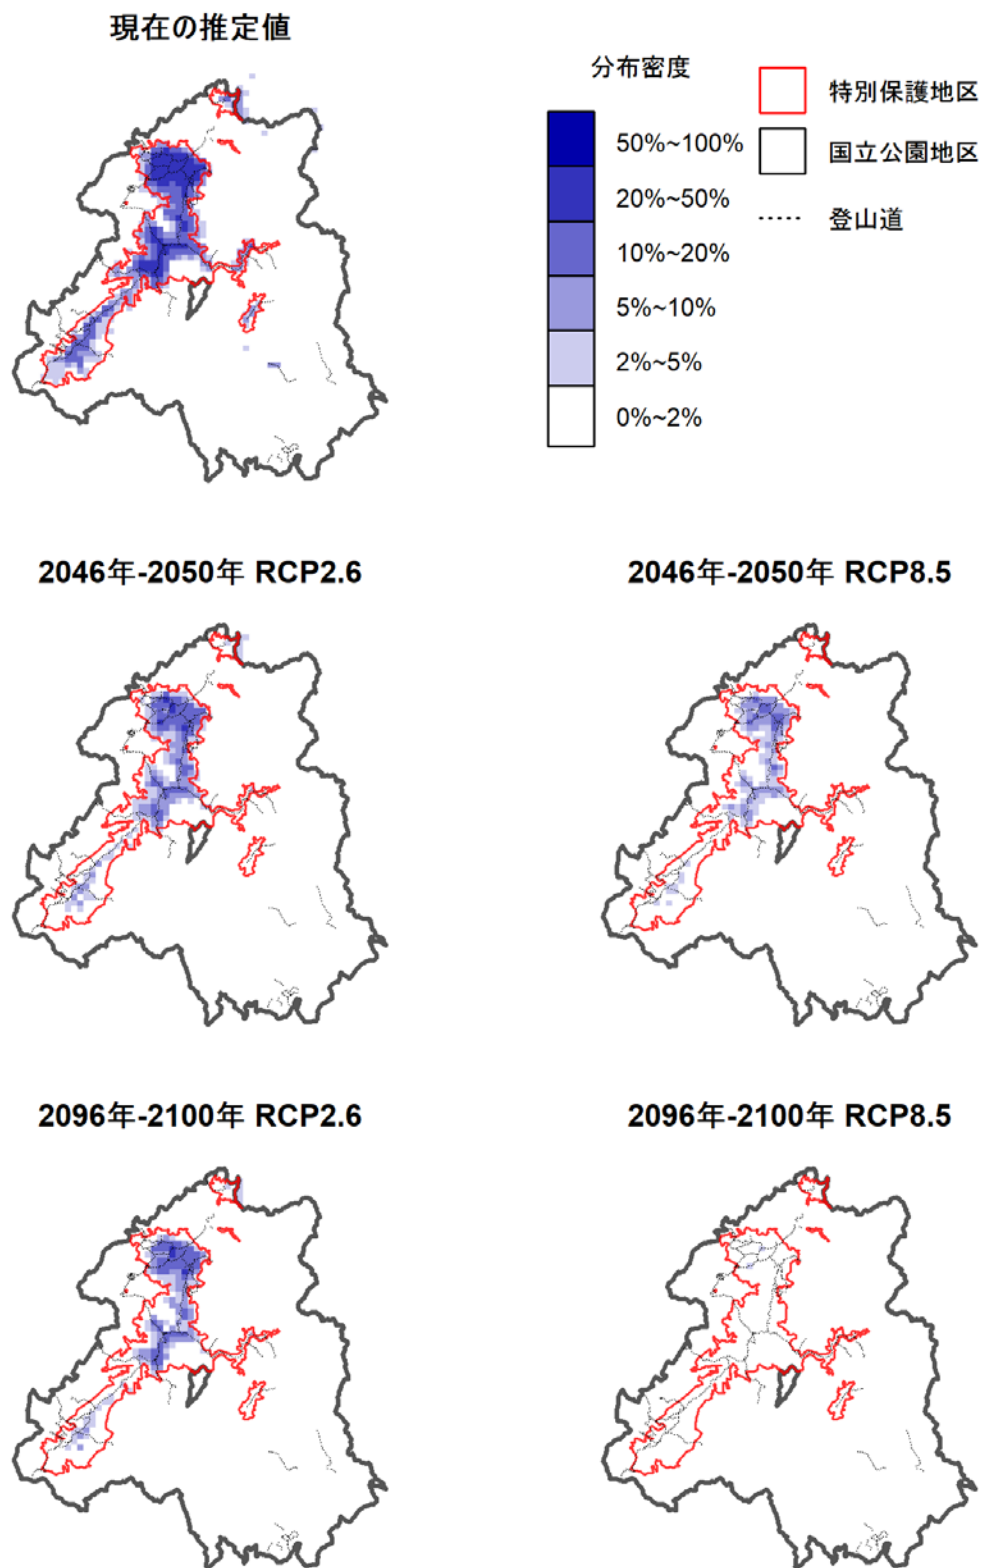 現在の推定値
分布密度
50%~100%
20%~50%
10%~20%
5%~10%
2%~5%
0%~2%
特別保護地区
国立公園地区
登山道
2046年-2050年 RCP2.6
2046年-2050年 RCP8.5
2096年-2100年 RCP2.6
2096年-2100年 RCP8.5